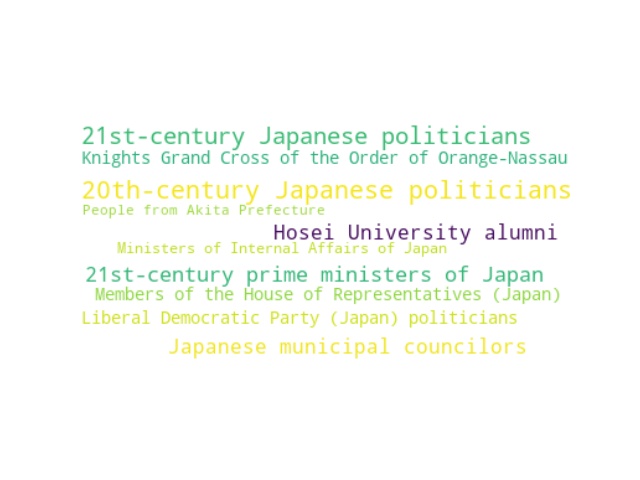 21st-century Japanese politicians
Knights Grand Cross of the Order of Orange-Nassau
20th-century Japanese politicians
People from Akita Prefecture
Hosei University alumni
Ministers of Internal Affairs of Japan
21st-century prime ministers of Japan
Members of the House of Representatives (Japan)
Liberal Democratic Party (Japan) politicians
Japanese municipal councilors